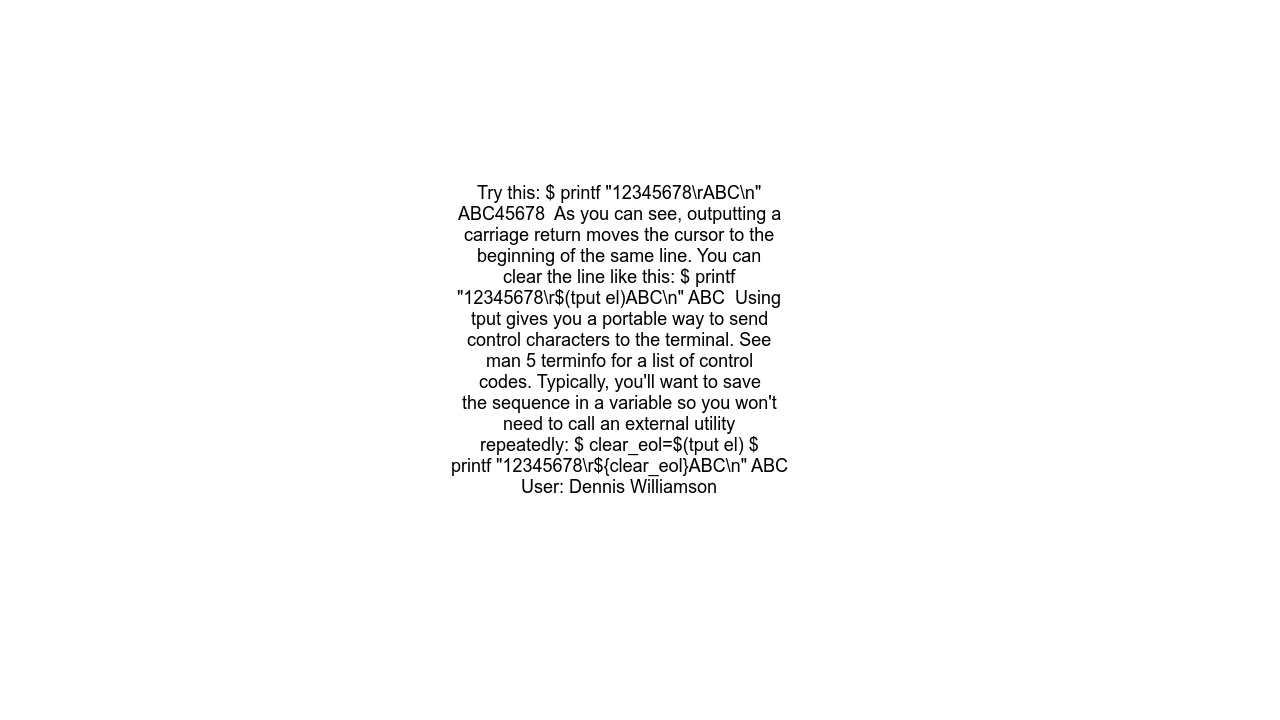 Try this: $ printf "12345678\rABC\n"
ABC45678  As you can see, outputting a
carriage return moves the cursor to the
beginning of the same line. You can
clear the line like this: $ printf
"12345678\r$(tput el)ABC\n" ABC  Using
tput gives you a portable way to send
control characters to the terminal. See
man 5 terminfo for a list of control
codes. Typically, you'll want to save
the sequence in a variable so you won't
need to call an external utility
repeatedly: $ clear_eol=$(tput el) $
printf "12345678\r${clear_eol}ABC\n" ABC
User: Dennis Williamson